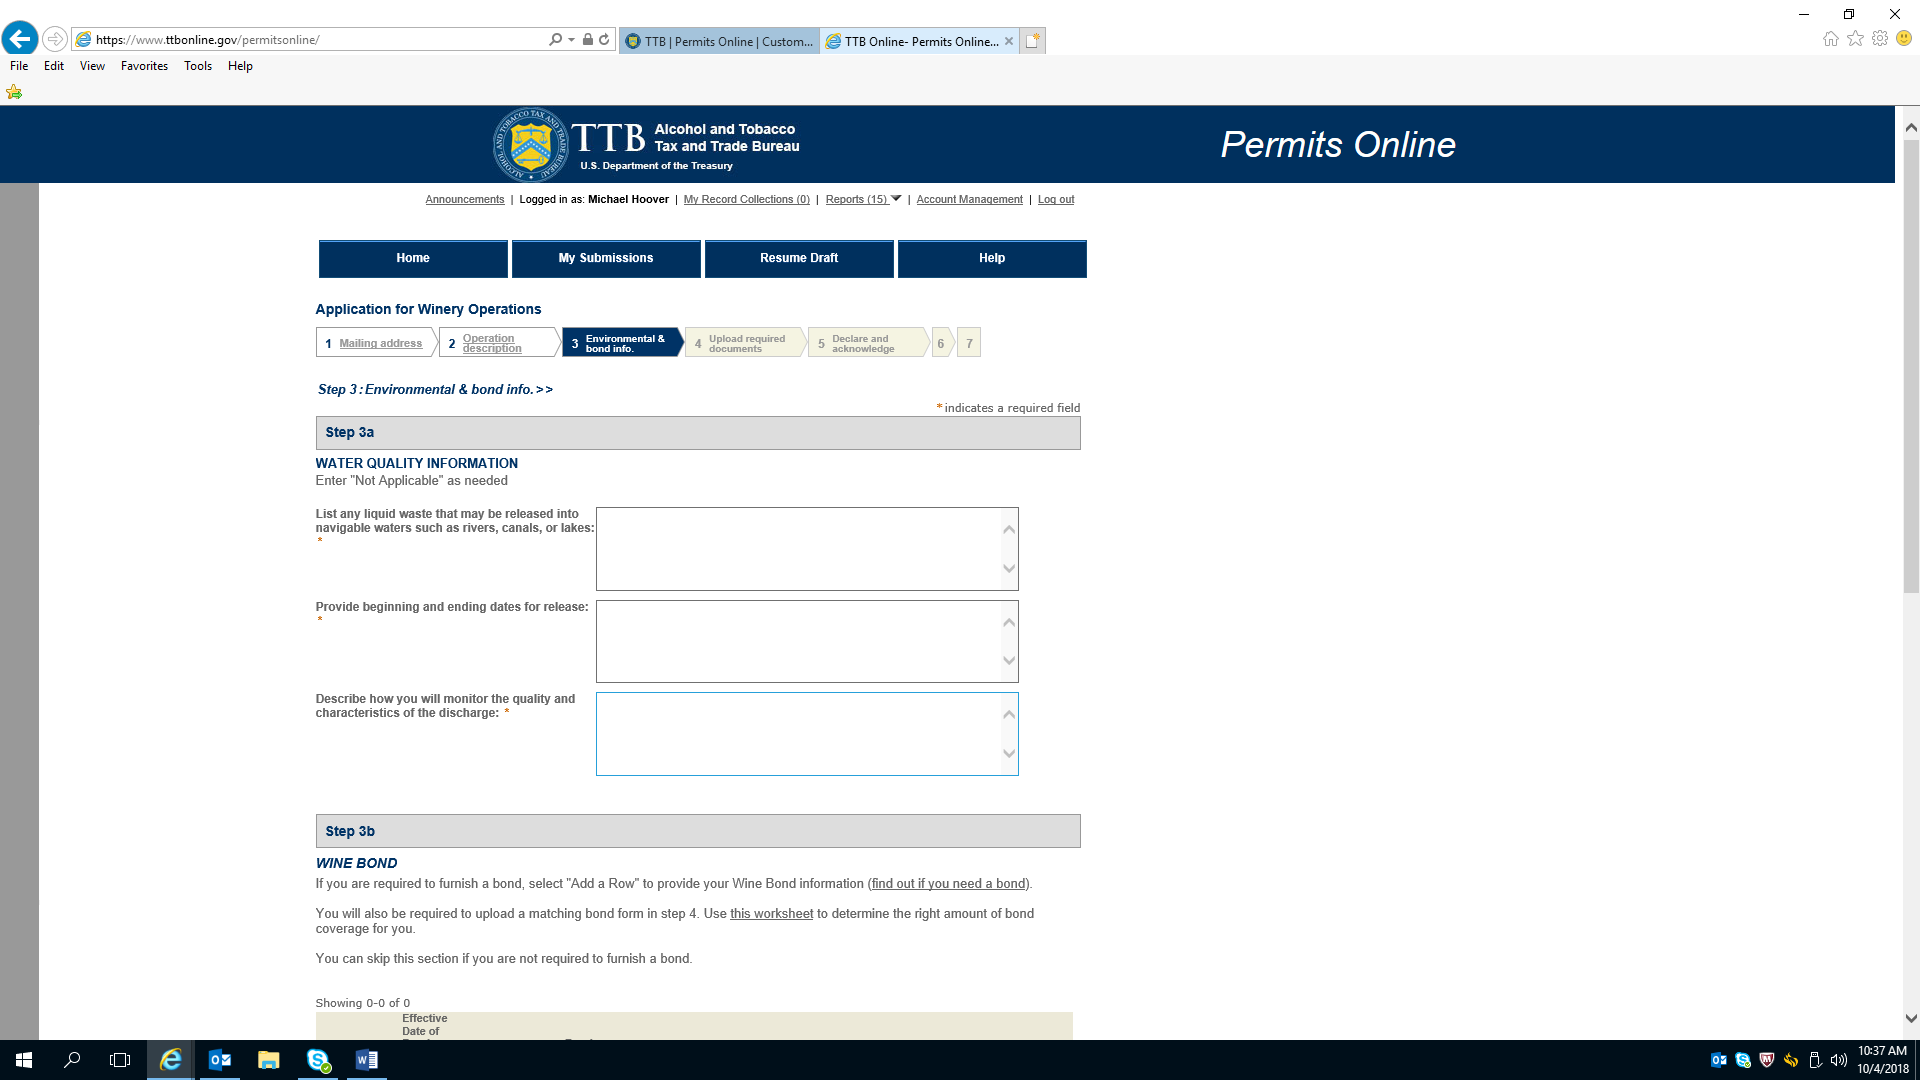 https://www.ttbonline.gov/permitsonline/
TTB | Permits Online | Custom...
TTB Online- Permits Online...
File Edit View Favorites Tools Help
TTB
Alcohol and Tobacco
Tax and Trade Bureau
U.S. Department of the Treasury
Permits Online
Announcements | Logged in as: Michael Hoover | My Record Collections (0) | Reports (15) | Account Management | Log out
Home My Submissions Resume Draft Help
Application for Winery Operations
1 Mailing address
2 Operation description
3 Environmental & bond info.
4 Upload required documents
5 Declare and acknowledge
6
7
Step 3:Environmental & bond info.>>
*indicates a required field
Step 3a
WATER QUALITY INFORMATION
Enter "Not Applicable" as needed
List any liquid waste that may be released into
navigable waters such as rivers, canals, or lakes:
*
Provide beginning and ending dates for release:
*
Describe how you will monitor the quality and
characteristics of the discharge: *
Step 3b
WINE BOND
If you are required to furnish a bond, select "Add a Row" to provide your Wine Bond information (find out if you need a bond).
You will also be required to upload a matching bond form in step 4. Use this worksheet to determine the right amount of bond
coverage for you.
You can skip this section if you are not required to furnish a bond.
Showing 0-0 of 0
Effective
Date of
10:37 AM
10/4/2018